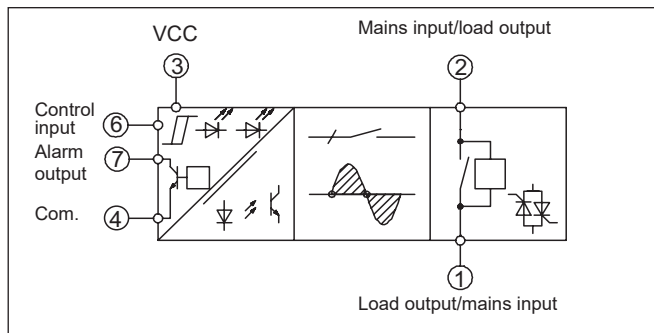 VCC
Mains input/load output
3
2
Control
input
6
Alarm
output
7
Com.
4
1
Load output/mains input